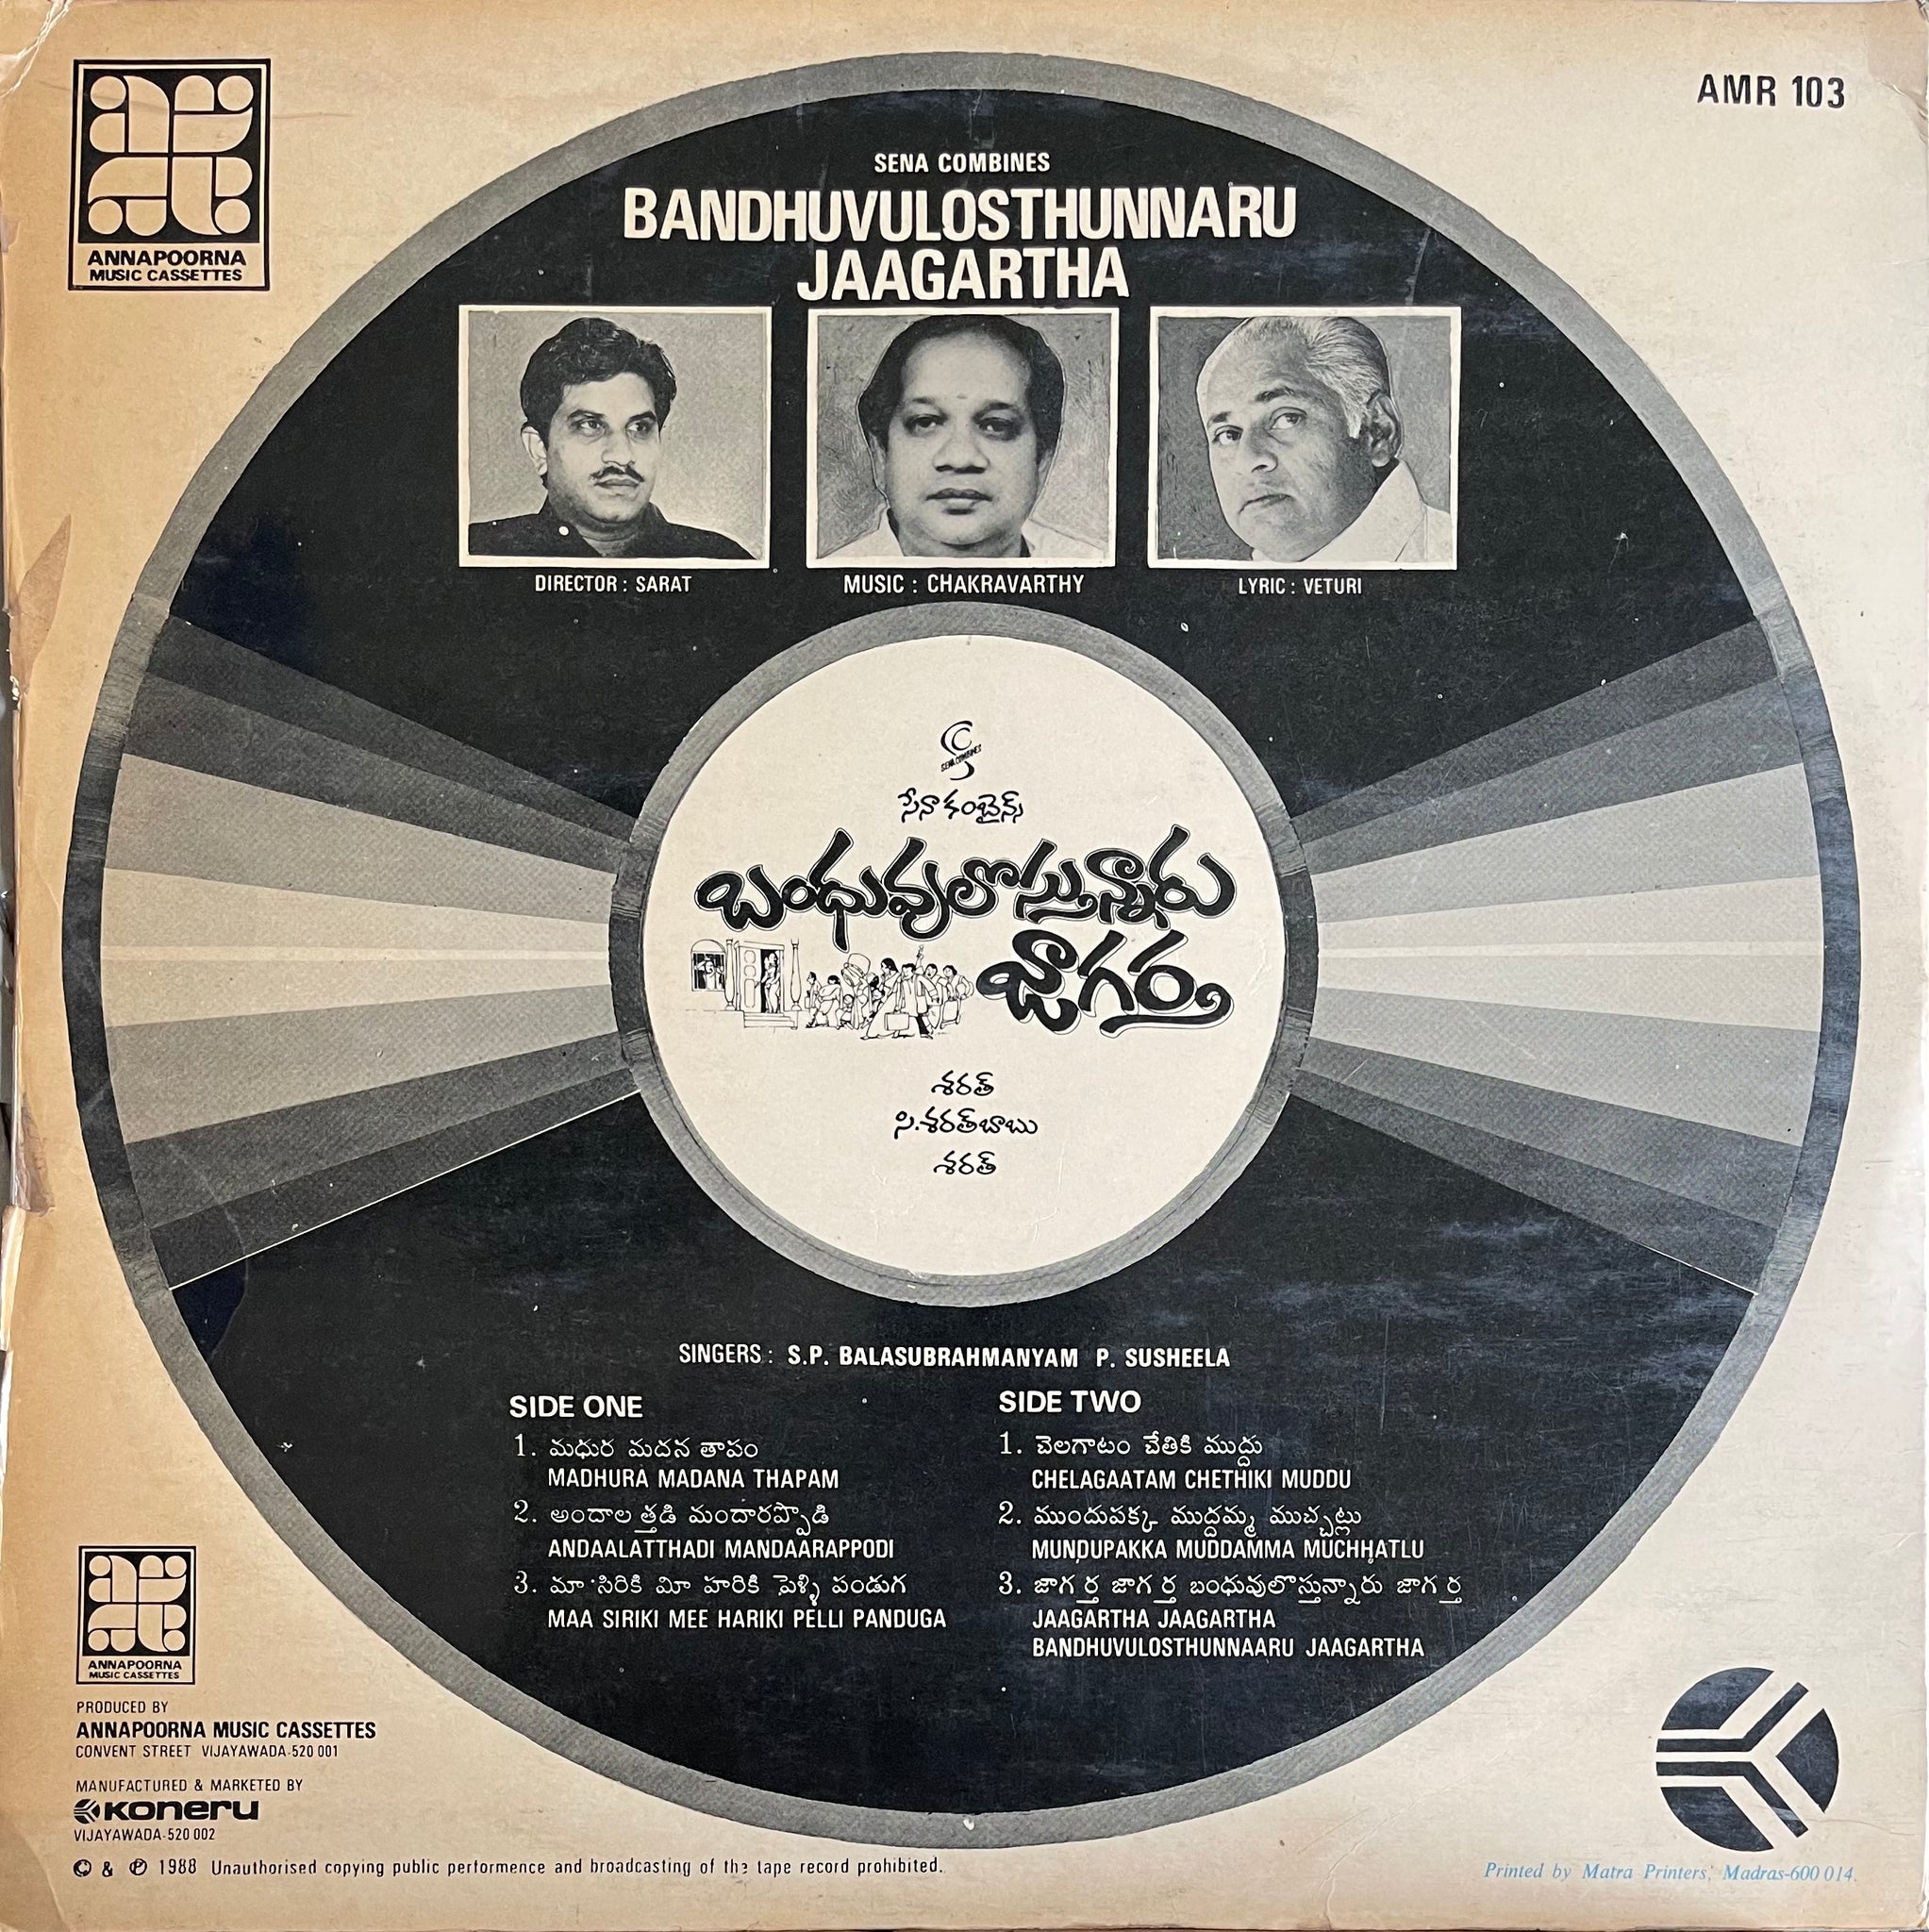 ANNAPOORNA
MUSIC CASSETTES
AMR 103
SENA COMBINES
BANDHUVULOSTHUNNARU
JAAGARTHA
DIRECTOR : SARAT
MUSIC : CHAKRAVARTHY
LYRIC : VETURI
SENA COMBINES
సేనా కంబైన్స్
బంధువులొస్తున్నారు
జాగర్త
శరత్
సి.శరత్‌బాబు
శరత్
SINGERS : S.P. BALASUBRAHMANYAM P. SUSHEELA
SIDE ONE
1. మధుర మదన తాపం
MADHURA MADANA THAPAM
2. అందాల త్తడి మందారప్పొడి
ANDAALATTHADI MANDAARAPPODI
3. మా సిరికి మీ హరికి పెళ్ళి పండుగ
MAA SIRIKI MEE HARIKI PELLI PANDUGA
SIDE TWO
1. చెలగాటం చేతికి ముద్దు
CHELAGAATAM CHETHIKI MUDDU
2. ముందుపక్క ముద్దమ్మ ముచ్చట్లు
MUNDUPAKKA MUDDAMMA MUCHHATLU
3. జాగర్త జాగర్త బంధువులొస్తున్నారు జాగర్త
JAAGARTHA JAAGARTHA
BANDHUVULOSTHUNNAARU JAAGARTHA
ANNAPOORNA
MUSIC CASSETTES
PRODUCED BY
ANNAPOORNA MUSIC CASSETTES
CONVENT STREET VIJAYAWADA-520 001
MANUFACTURED & MARKETED BY
Koneru
VIJAYAWADA-520 002
© & ℗ 1988 Unauthorised copying public performence and broadcasting of the tape record prohibited.
Printed by Matra Printers, Madras-600 014.